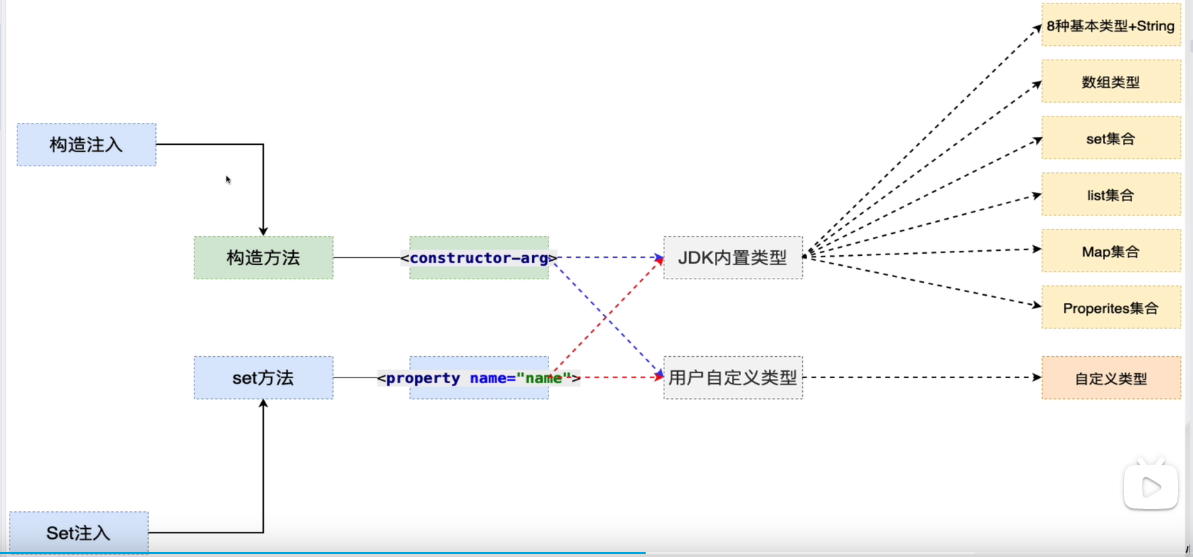 8种基本类型+String
数组类型
构造注入
set集合
list集合
构造方法
<constructor-arg>
JDK内置类型
Map集合
Properites集合
set方法
<property name="name">
用户自定义类型
自定义类型
Set注入